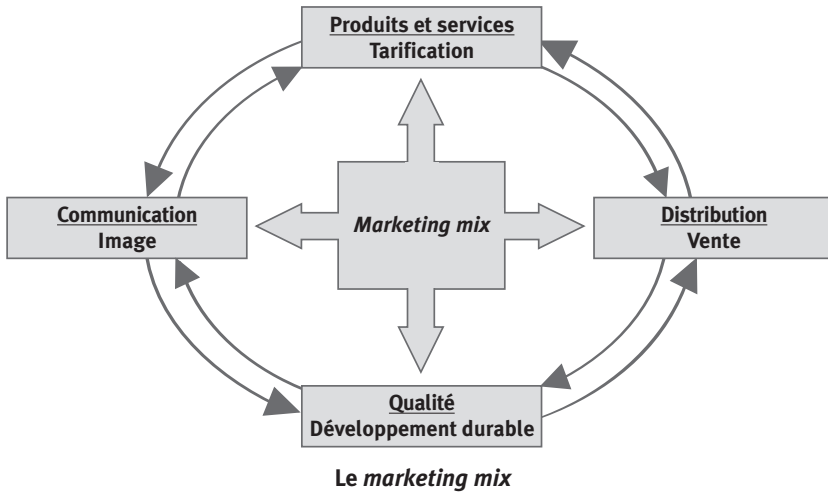 Produits et services
Tarification
Communication
Image
Marketing mix
Distribution
Vente
Qualité
Développement durable
Le marketing mix